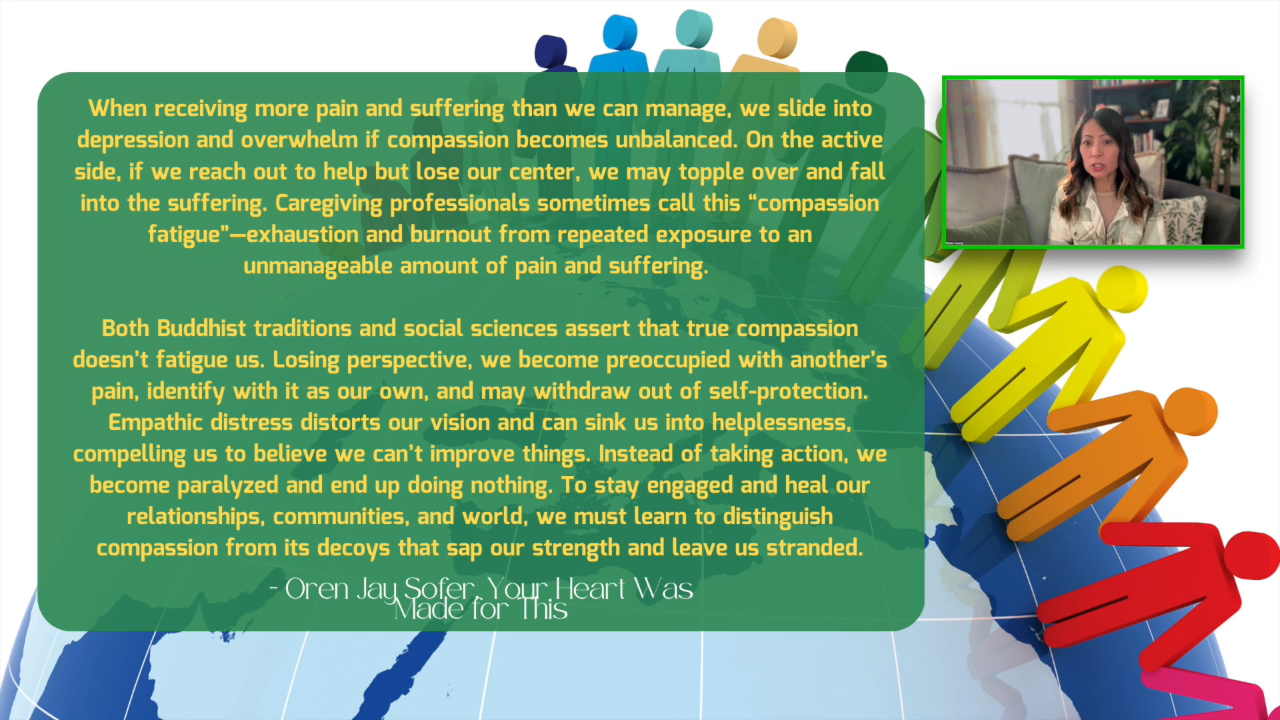 When receiving more pain and suffering than we can manage, we slide into
depression and overwhelm if compassion becomes unbalanced. On the active
side, if we reach out to help but lose our center, we may topple over and fall
into the suffering. Caregiving professionals sometimes call this “compassion
fatigue”—exhaustion and burnout from repeated exposure to an
unmanageable amount of pain and suffering.
Both Buddhist traditions and social sciences assert that true compassion
doesn’t fatigue us. Losing perspective, we become preoccupied with another’s
pain, identify with it as our own, and may withdraw out of self-protection.
Empathic distress distorts our vision and can sink us into helplessness,
compelling us to believe we can’t improve things. Instead of taking action, we
become paralyzed and end up doing nothing. To stay engaged and heal our
relationships, communities, and world, we must learn to distinguish
compassion from its decoys that sap our strength and leave us stranded.
- Oren Jay Sofer, Your Heart Was
Made for This